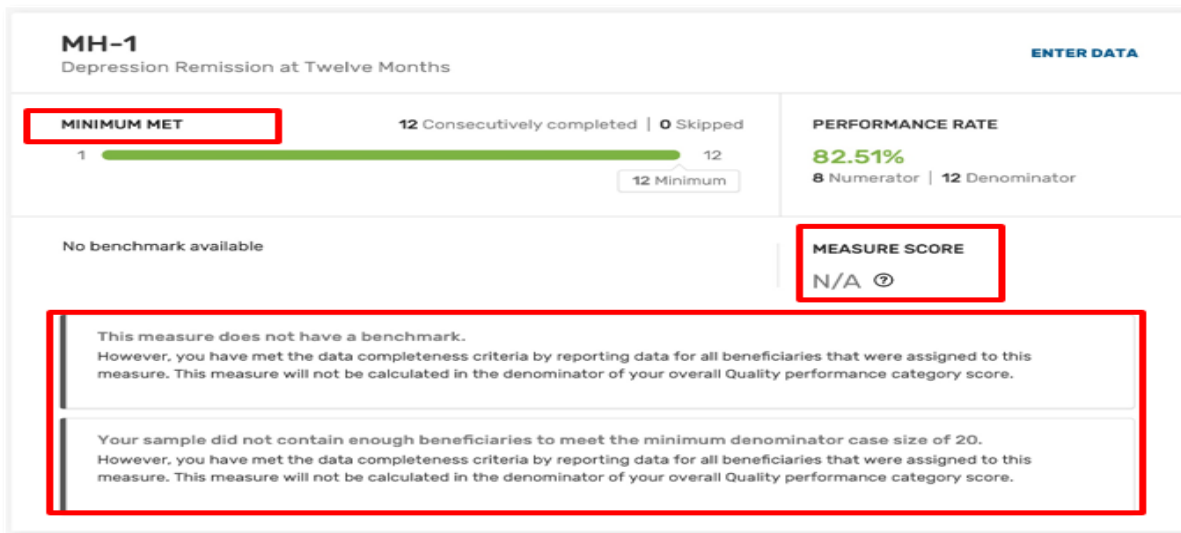 MH-1
Depression Remission at Twelve Months
ENTER DATA
MINIMUM MET
12 Consecutively completed | 0 Skipped
1
12
12 Minimum
PERFORMANCE RATE
82.51%
8 Numerator | 12 Denominator
No benchmark available
MEASURE SCORE
N/A ?
This measure does not have a benchmark.
However, you have met the data completeness criteria by reporting data for all beneficiaries that were assigned to this
measure. This measure will not be calculated in the denominator of your overall Quality performance category score.
Your sample did not contain enough beneficiaries to meet the minimum denominator case size of 20.
However, you have met the data completeness criteria by reporting data for all beneficiaries that were assigned to this
measure. This measure will not be calculated in the denominator of your overall Quality performance category score.